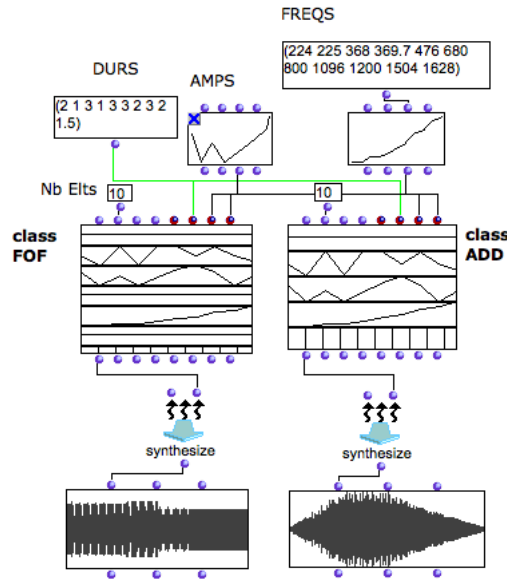 FREQS
(224 225 368 369.7 476 680
800 1096 1200 1504 1628)
DURS
AMPS
(2 1 3 1 3 3 2 3 2
1.5)
Nb Elts
10
10
class
FOF
class
ADD
synthesize
synthesize